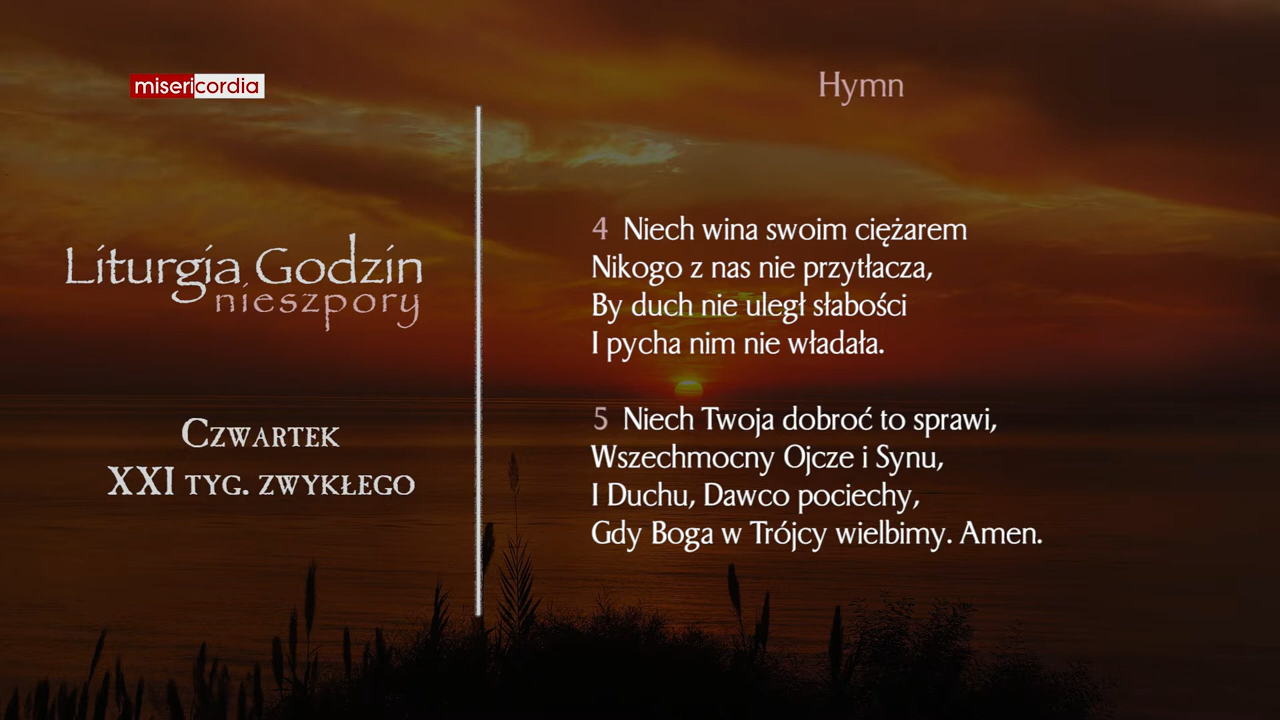 misericordia
Liturgia Godzin
nieszpory
Czwartek
XXI tyg. zwykłego
Hymn
4 Niech wina swoim ciężarem
Nikogo z nas nie przytłacza,
By duch nie uległ słabości
I pycha nim nie władała.
5 Niech Twoja dobroć to sprawi,
Wszechmocny Ojcze i Synu,
I Duchu, Dawco pociechy,
Gdy Boga w Trójcy wielbimy. Amen.